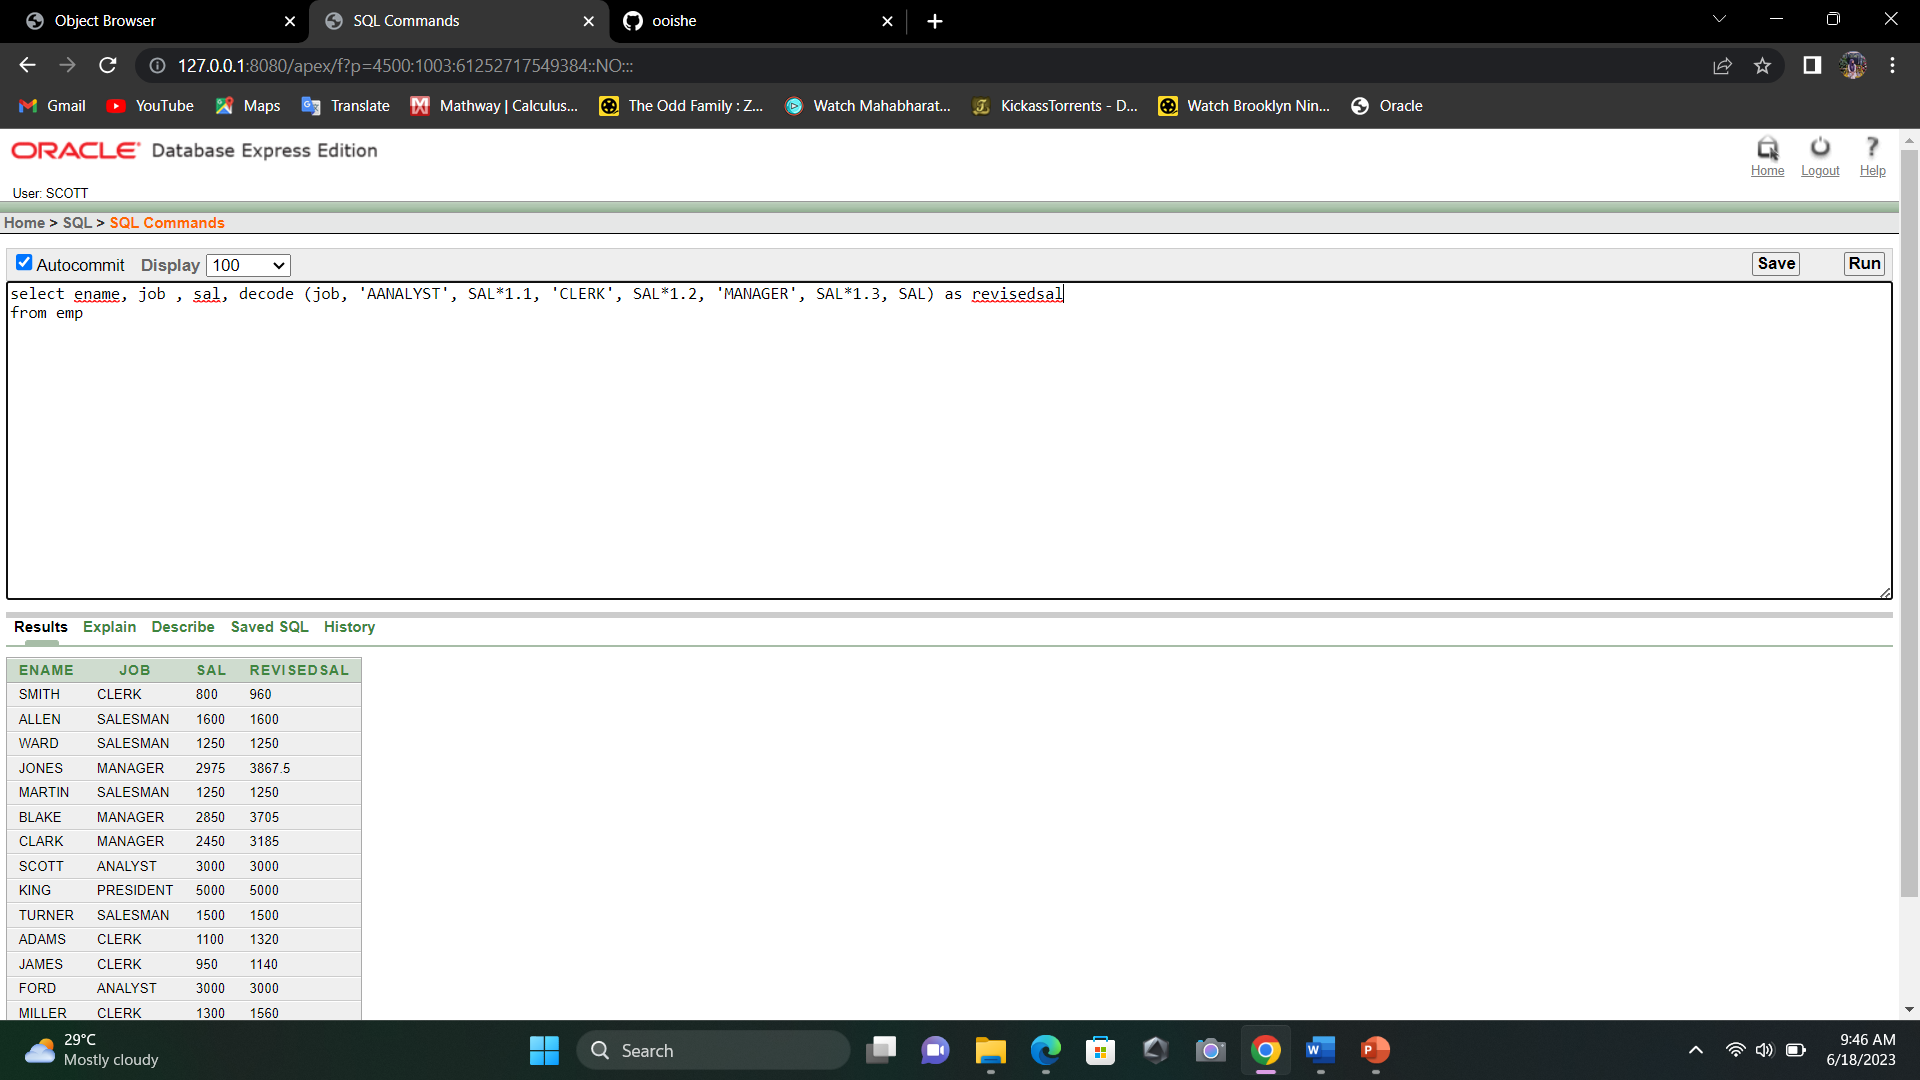 Object Browser SQL Commands ooishe
127.0.0.1:8080/apex/f?p=4500:1003:61252717549384::NO:::
Gmail YouTube Maps Translate Mathway | Calculus... The Odd Family : Z... Watch Mahabharat... KickassTorrents - D... Watch Brooklyn Nin... Oracle
ORACLE Database Express Edition
Home Logout Help
User: SCOTT
Home > SQL > SQL Commands
Autocommit Display 100 Save Run
select ename, job , sal, decode (job, 'AANALYST', SAL*1.1, 'CLERK', SAL*1.2, 'MANAGER', SAL*1.3, SAL) as revisedsal
from emp
Results Explain Describe Saved SQL History
ENAME JOB SAL REVISEDSAL
SMITH CLERK 800 960
ALLEN SALESMAN 1600 1600
WARD SALESMAN 1250 1250
JONES MANAGER 2975 3867.5
MARTIN SALESMAN 1250 1250
BLAKE MANAGER 2850 3705
CLARK MANAGER 2450 3185
SCOTT ANALYST 3000 3000
KING PRESIDENT 5000 5000
TURNER SALESMAN 1500 1500
ADAMS CLERK 1100 1320
JAMES CLERK 950 1140
FORD ANALYST 3000 3000
MILLER CLERK 1300 1560
29°C
Mostly cloudy
Search
9:46 AM
6/18/2023